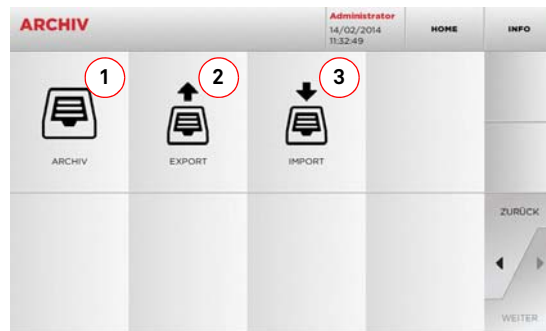 ARCHIV
Administrator
14/02/2014
11:32:49
HOME
INFO
1
2
3
ARCHIV
EXPORT
IMPORT
ZURÜCK
WEITER